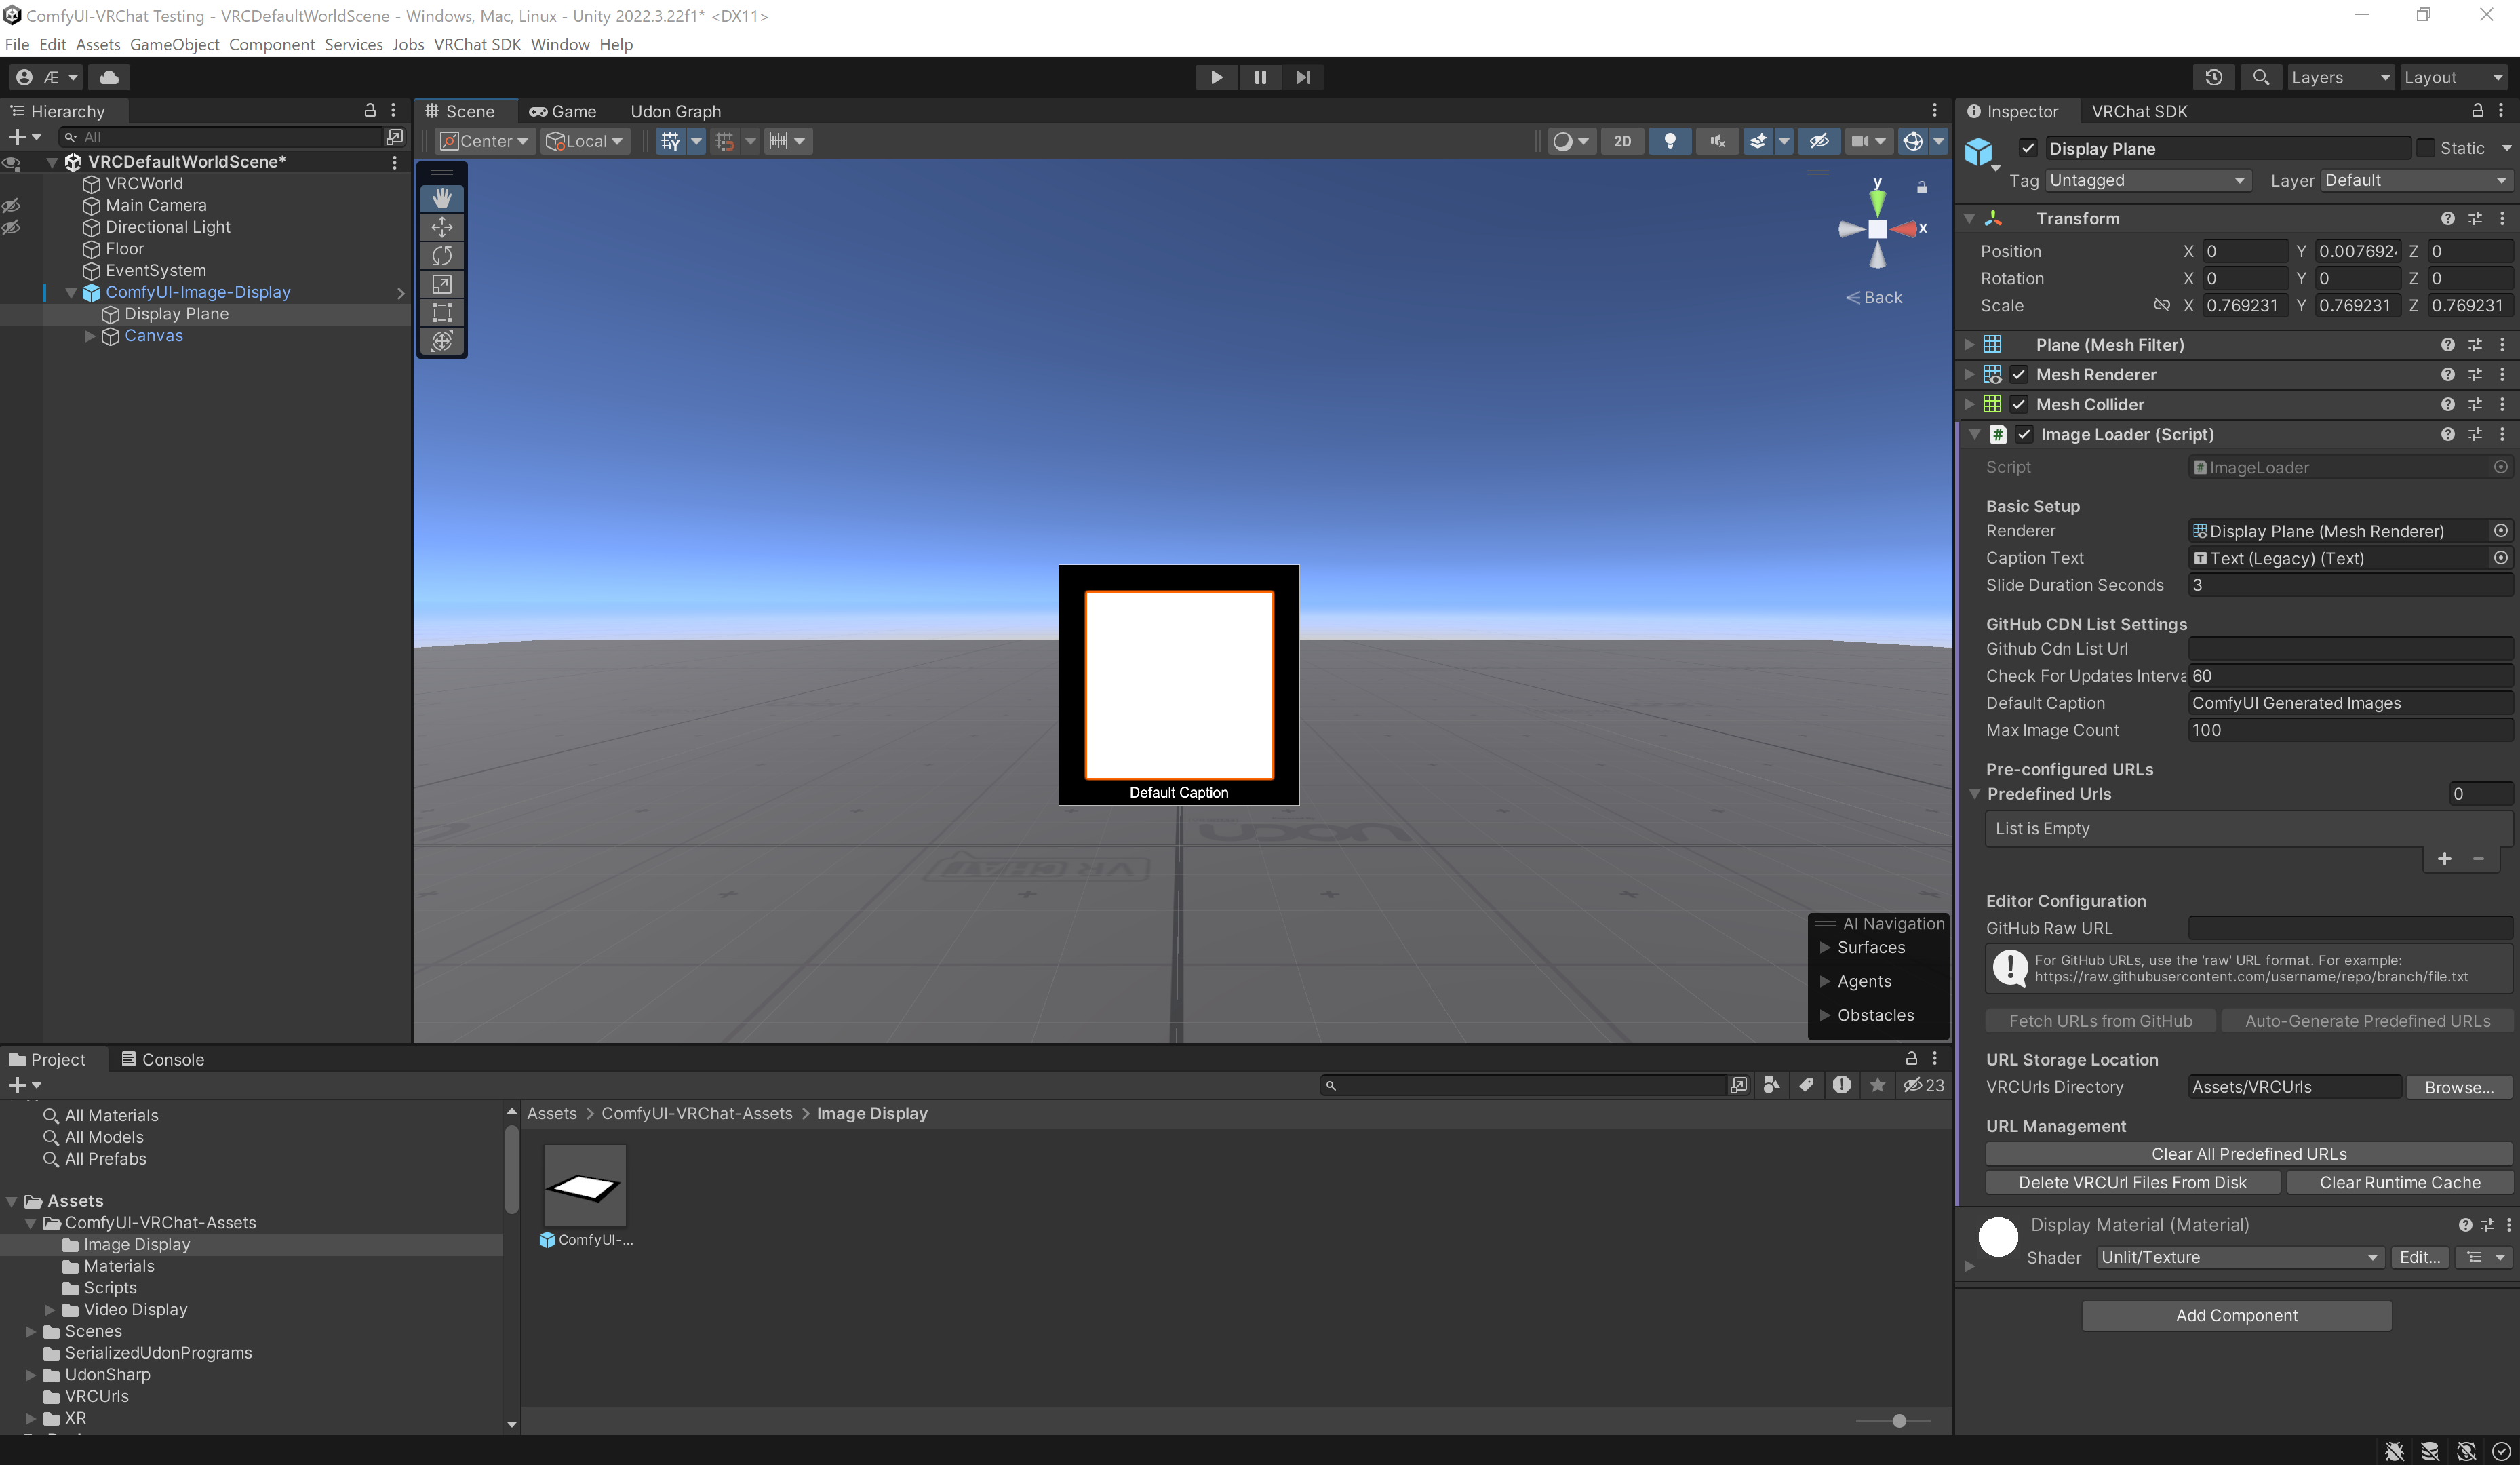 ComfyUI-VRChat Testing - VRCDefaultWorldScene - Windows, Mac, Linux - Unity 2022.3.22f1* <DX11>
File Edit Assets GameObject Component Services Jobs VRChat SDK Window Help
Æ
Layers
Layout
Hierarchy
All
VRCDefaultWorldScene*
VRCWorld
Main Camera
Directional Light
Floor
EventSystem
ComfyUI-Image-Display
Display Plane
Canvas
Scene
Game
Udon Graph
Center
Local
2D
y
x
Back
Default Caption
AI Navigation
Surfaces
Agents
Obstacles
Inspector
VRChat SDK
Display Plane
Static
Tag Untagged
Layer Default
Transform
Position X 0 Y 0.007692 Z 0
Rotation X 0 Y 0 Z 0
Scale X 0.769231 Y 0.769231 Z 0.769231
Plane (Mesh Filter)
Mesh Renderer
Mesh Collider
# Image Loader (Script)
Script ImageLoader
Basic Setup
Renderer Display Plane (Mesh Renderer)
Caption Text Text (Legacy) (Text)
Slide Duration Seconds 3
GitHub CDN List Settings
Github Cdn List Url
Check For Updates Interva 60
Default Caption ComfyUI Generated Images
Max Image Count 100
Pre-configured URLs
Predefined Urls 0
List is Empty
+ -
Editor Configuration
GitHub Raw URL
For GitHub URLs, use the 'raw' URL format. For example:
https://raw.githubusercontent.com/username/repo/branch/file.txt
Fetch URLs from GitHub Auto-Generate Predefined URLs
URL Storage Location
VRCUrls Directory Assets/VRCUrls Browse...
URL Management
Clear All Predefined URLs
Delete VRCUrl Files From Disk Clear Runtime Cache
Display Material (Material)
Shader Unlit/Texture Edit...
Add Component
Project
Console
23
All Materials
All Models
All Prefabs
Assets
ComfyUI-VRChat-Assets
Image Display
Materials
Scripts
Video Display
Scenes
SerializedUdonPrograms
UdonSharp
VRCUrls
XR
Assets > ComfyUI-VRChat-Assets > Image Display
ComfyUI-...